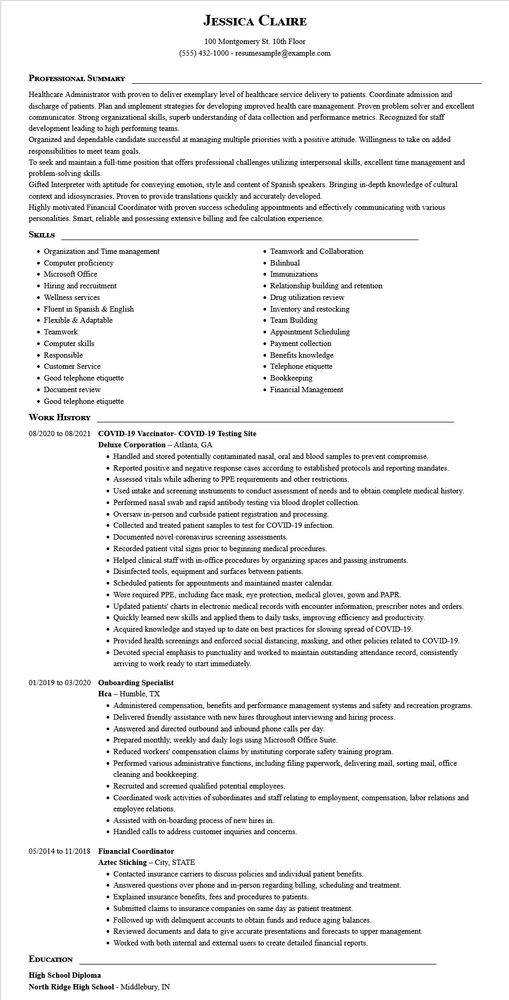 Jessica Claire
100 Montgomery St. 10th Floor
(555) 432-1000 - resumesample@example.com
Professional Summary
Healthcare Administrator with proven to deliver exemplary level of healthcare service delivery to patients. Coordinate admission and
discharge of patients. Plan and implement strategies for developing improved health care management. Proven problem solver and excellent
communicator. Strong organizational skills, superb understanding of data collection and performance metrics. Recognized for staff
development leading to high performing teams.
Organized and dependable candidate successful at managing multiple priorities with a positive attitude. Willingness to take on added
responsibilities to meet team goals.
To seek and maintain a full-time position that offers professional challenges utilizing interpersonal skills, excellent time management and
problem-solving skills.
Gifted Interpreter with aptitude for conveying emotion, style and content of Spanish speakers. Bringing in-depth knowledge of cultural
context and idiosyncrasies. Proven to provide translations quickly and accurately developed.
Highly motivated Financial Coordinator with proven success scheduling appointments and effectively communicating with various
personalities. Smart, reliable and possessing extensive billing and fee calculation experience.
Skills
• Organization and Time management
• Computer proficiency
• Microsoft Office
• Hiring and recruitment
• Wellness services
• Fluent in Spanish & English
• Flexible & Adaptable
• Teamwork
• Computer skills
• Responsible
• Customer Service
• Good telephone etiquette
• Document review
• Good telephone etiquette
• Teamwork and Collaboration
• Bilinhual
• Immunizations
• Relationship building and retention
• Drug utilization review
• Inventory and restocking
• Team Building
• Appointment Scheduling
• Payment collection
• Benefits knowledge
• Telephone etiquette
• Bookkeeping
• Financial Management
Work History
08/2020 to 08/2021 COVID-19 Vaccinator- COVID-19 Testing Site
Deluxe Corporation – Atlanta, GA
• Handled and stored potentially contaminated nasal, oral and blood samples to prevent compromise.
• Reported positive and negative response cases according to established protocols and reporting mandates.
• Assessed vitals while adhering to PPE requirements and other restrictions.
• Used intake and screening instruments to conduct assessment of needs and to obtain complete medical history.
• Performed nasal swab and rapid antibody testing via blood droplet collection.
• Oversaw in-person and curbside patient registration and processing.
• Collected and treated patient samples to test for COVID-19 infection.
• Documented novel coronavirus screening assessments.
• Recorded patient vital signs prior to beginning medical procedures.
• Helped clinical staff with in-office procedures by organizing spaces and passing instruments.
• Disinfected tools, equipment and surfaces between patients.
• Scheduled patients for appointments and maintained master calendar.
• Wore required PPE, including face mask, eye protection, medical gloves, gown and PAPR.
• Updated patients' charts in electronic medical records with encounter information, prescriber notes and orders.
• Quickly learned new skills and applied them to daily tasks, improving efficiency and productivity.
• Acquired knowledge and stayed up to date on best practices for slowing spread of COVID-19.
• Provided health screenings and enforced social distancing, masking, and other policies related to COVID-19.
• Devoted special emphasis to punctuality and worked to maintain outstanding attendance record, consistently
arriving to work ready to start immediately.
01/2019 to 03/2020 Onboarding Specialist
Hca – Humble, TX
• Administered compensation, benefits and performance management systems and safety and recreation programs.
• Delivered friendly assistance with new hires throughout interviewing and hiring process.
• Answered and directed outbound and inbound phone calls per day.
• Prepared monthly, weekly and daily logs using Microsoft Office Suite.
• Reduced workers' compensation claims by instituting corporate safety training program.
• Performed various administrative functions, including filing paperwork, delivering mail, sorting mail, office
cleaning and bookkeeping.
• Recruited and screened qualified potential employees.
• Coordinated work activities of subordinates and staff relating to employment, compensation, labor relations and
employee relations.
• Assisted with on-boarding process of new hires in.
• Handled calls to address customer inquiries and concerns.
05/2014 to 11/2018 Financial Coordinator
Aztec Stiching – City, STATE
• Contacted insurance carriers to discuss policies and individual patient benefits.
• Answered questions over phone and in-person regarding billing, scheduling and treatment.
• Explained insurance benefits, fees and procedures to patients.
• Submitted claims to insurance companies on same day as patient treatment.
• Followed up with delinquent accounts to obtain funds and reduce aging balances.
• Reviewed documents and data to give accurate presentations and forecasts to upper management.
• Worked with both internal and external users to create detailed financial reports.
Education
High School Diploma
North Ridge High School - Middlebury, IN